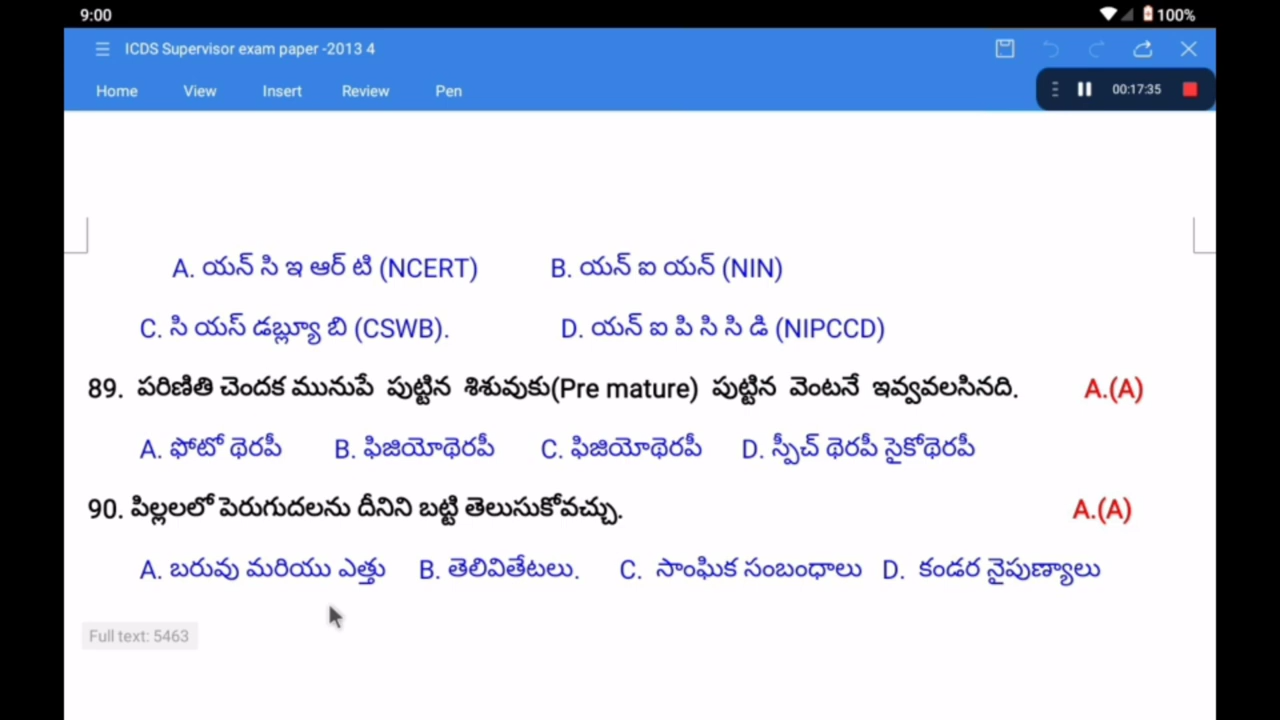 9:00
100%
ICDS Supervisor exam paper -2013 4
Home View Insert Review Pen
00:17:35
A. యన్ సి ఇ ఆర్ టి (NCERT) B. యన్ ఐ యన్ (NIN)
C. సి యస్ డబ్ల్యూ బి (CSWB). D. యన్ ఐ పి సి సి డి (NIPCCD)
89. పరిణితి చెందక మునుపే పుట్టిన శిశువుకు(Pre mature) పుట్టిన వెంటనే ఇవ్వవలసినది. A.(A)
A. ఫోటో థెరపీ B. ఫిజియోథెరపీ C. ఫిజియోథెరపీ D. స్పీచ్ థెరపీ సైకోథెరపీ
90. పిల్లలలో పెరుగుదలను దీనిని బట్టి తెలుసుకోవచ్చు. A.(A)
A. బరువు మరియు ఎత్తు B. తెలివితేటలు. C. సాంఘిక సంబంధాలు D. కండర నైపుణ్యాలు
Full text: 5463